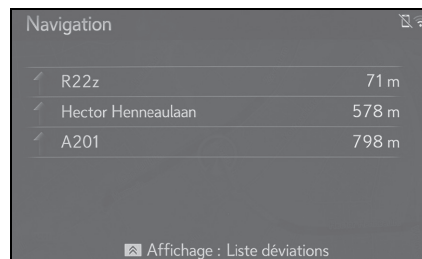 Navigation
R22z 71 m
Hector Henneaulaan 578 m
A201 798 m
Affichage : Liste déviations